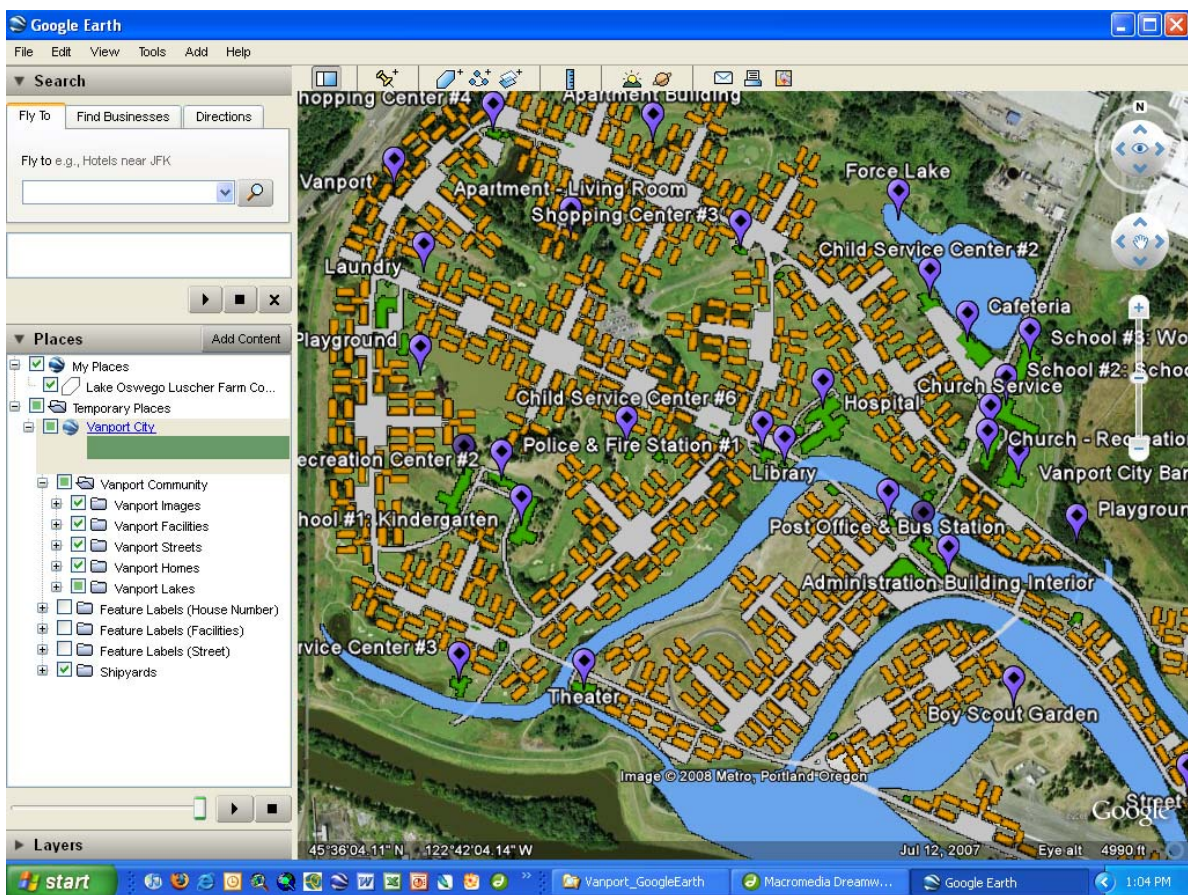 Google Earth
File Edit View Tools Add Help
Search
Fly To Find Businesses Directions
Fly to e.g., Hotels near JFK
Places Add Content
My Places
Lake Oswego Luscher Farm Co...
Temporary Places
Vanport City
Vanport Community
Vanport Images
Vanport Facilities
Vanport Streets
Vanport Homes
Vanport Lakes
Feature Labels (House Number)
Feature Labels (Facilities)
Feature Labels (Street)
Shipyards
Layers
hopping Center #4
Apartment Building
N
Vanport
Apartment - Living Room
Force Lake
Shopping Center #3
Child Service Center #2
Laundry
Cafeteria
Playground
School #3: Wo
School #2: Schoo
Church Service
Child Service Center #6
Hospital
Police & Fire Station #1
Church - Recreation
ecreation Center #2
Library
Vanport City Bar
hool #1: Kindergarten
Post Office & Bus Station
Playgroun
Administration Building Interior
rvice Center #3
Theater
Boy Scout Garden
Image © 2008 Metro, Portland Oregon
Street
Google
45°36'04.11" N 122°42'04.14" W Jul 12, 2007 Eye alt 4990 ft
start Vanport_GoogleEarth Macromedia Dreamw... Google Earth 1:04 PM